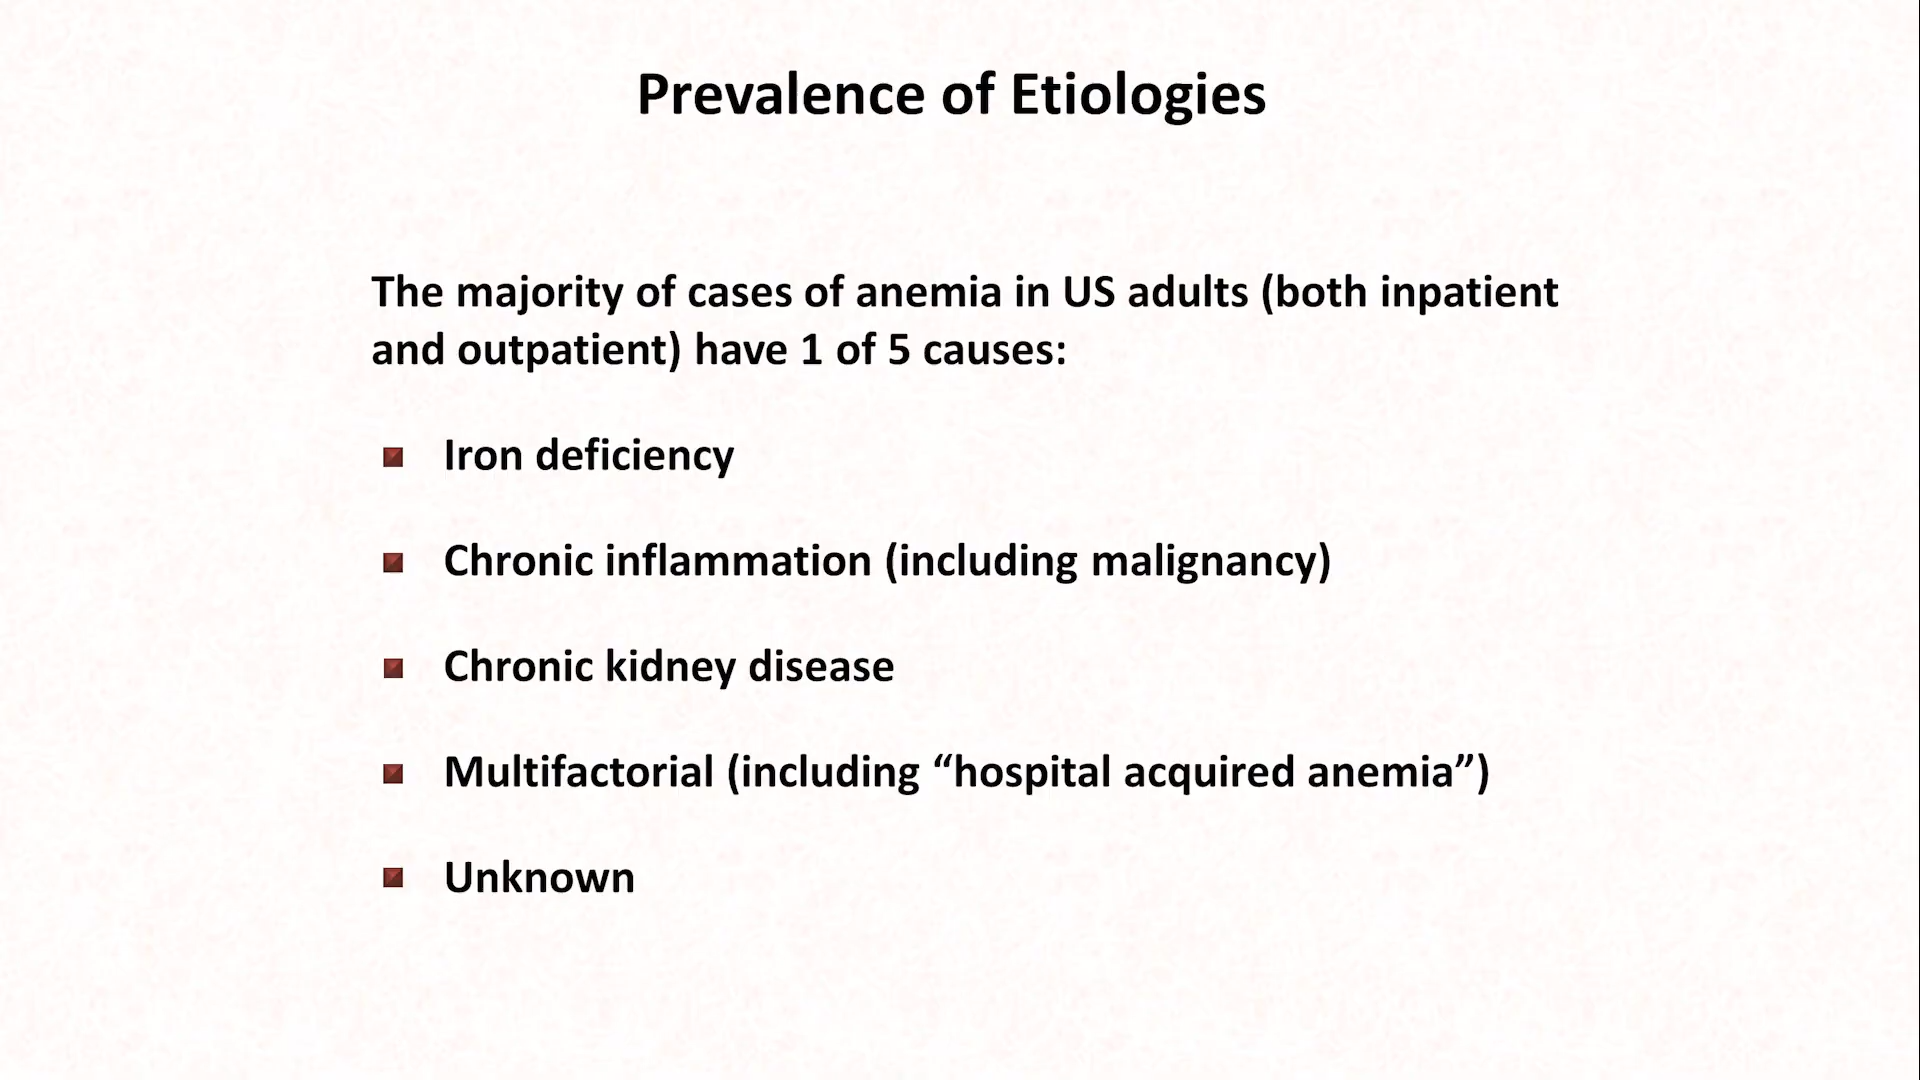 Prevalence of Etiologies
The majority of cases of anemia in US adults (both inpatient
and outpatient) have 1 of 5 causes:
Iron deficiency
Chronic inflammation (including malignancy)
Chronic kidney disease
Multifactorial (including “hospital acquired anemia”)
Unknown